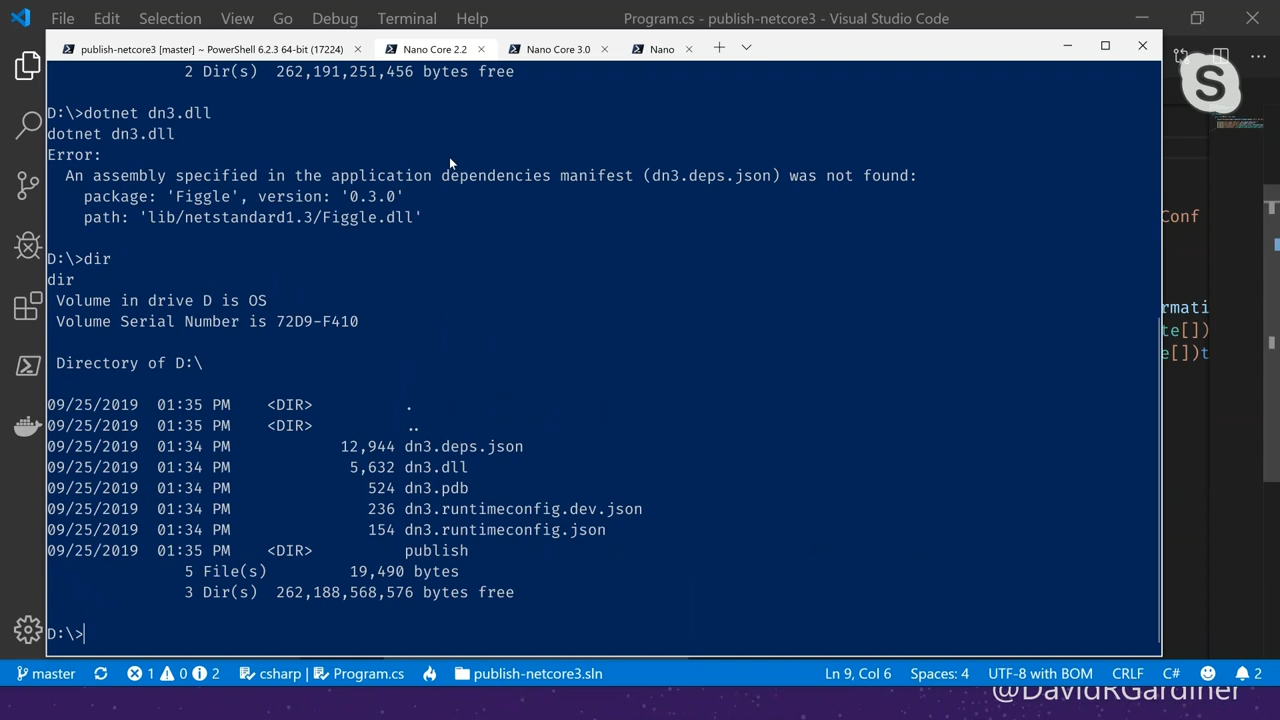 File Edit Selection View Go Debug Terminal Help Program.cs - publish-netcore3 - Visual Studio Code
publish-netcore3 [master] ~ PowerShell 6.2.3 64-bit (17224) Nano Core 2.2 Nano Core 3.0 Nano
2 Dir(s) 262,191,251,456 bytes free
D:\>dotnet dn3.dll
dotnet dn3.dll
Error:
An assembly specified in the application dependencies manifest (dn3.deps.json) was not found:
package: 'Figgle', version: '0.3.0'
path: 'lib/netstandard1.3/Figgle.dll'
Conf
D:\>dir
dir
Volume in drive D is OS
rmati
Volume Serial Number is 72D9-F410
te[])
e[])t
Directory of D:\
09/25/2019 01:35 PM <DIR> .
09/25/2019 01:35 PM <DIR> ..
09/25/2019 01:34 PM 12,944 dn3.deps.json
09/25/2019 01:34 PM 5,632 dn3.dll
09/25/2019 01:34 PM 524 dn3.pdb
09/25/2019 01:34 PM 236 dn3.runtimeconfig.dev.json
09/25/2019 01:34 PM 154 dn3.runtimeconfig.json
09/25/2019 01:35 PM <DIR> publish
5 File(s) 19,490 bytes
3 Dir(s) 262,188,568,576 bytes free
D:\>
master 1 0 2 csharp | Program.cs publish-netcore3.sln Ln 9, Col 6 Spaces: 4 UTF-8 with BOM CRLF C# 2
@DavidRGardiner